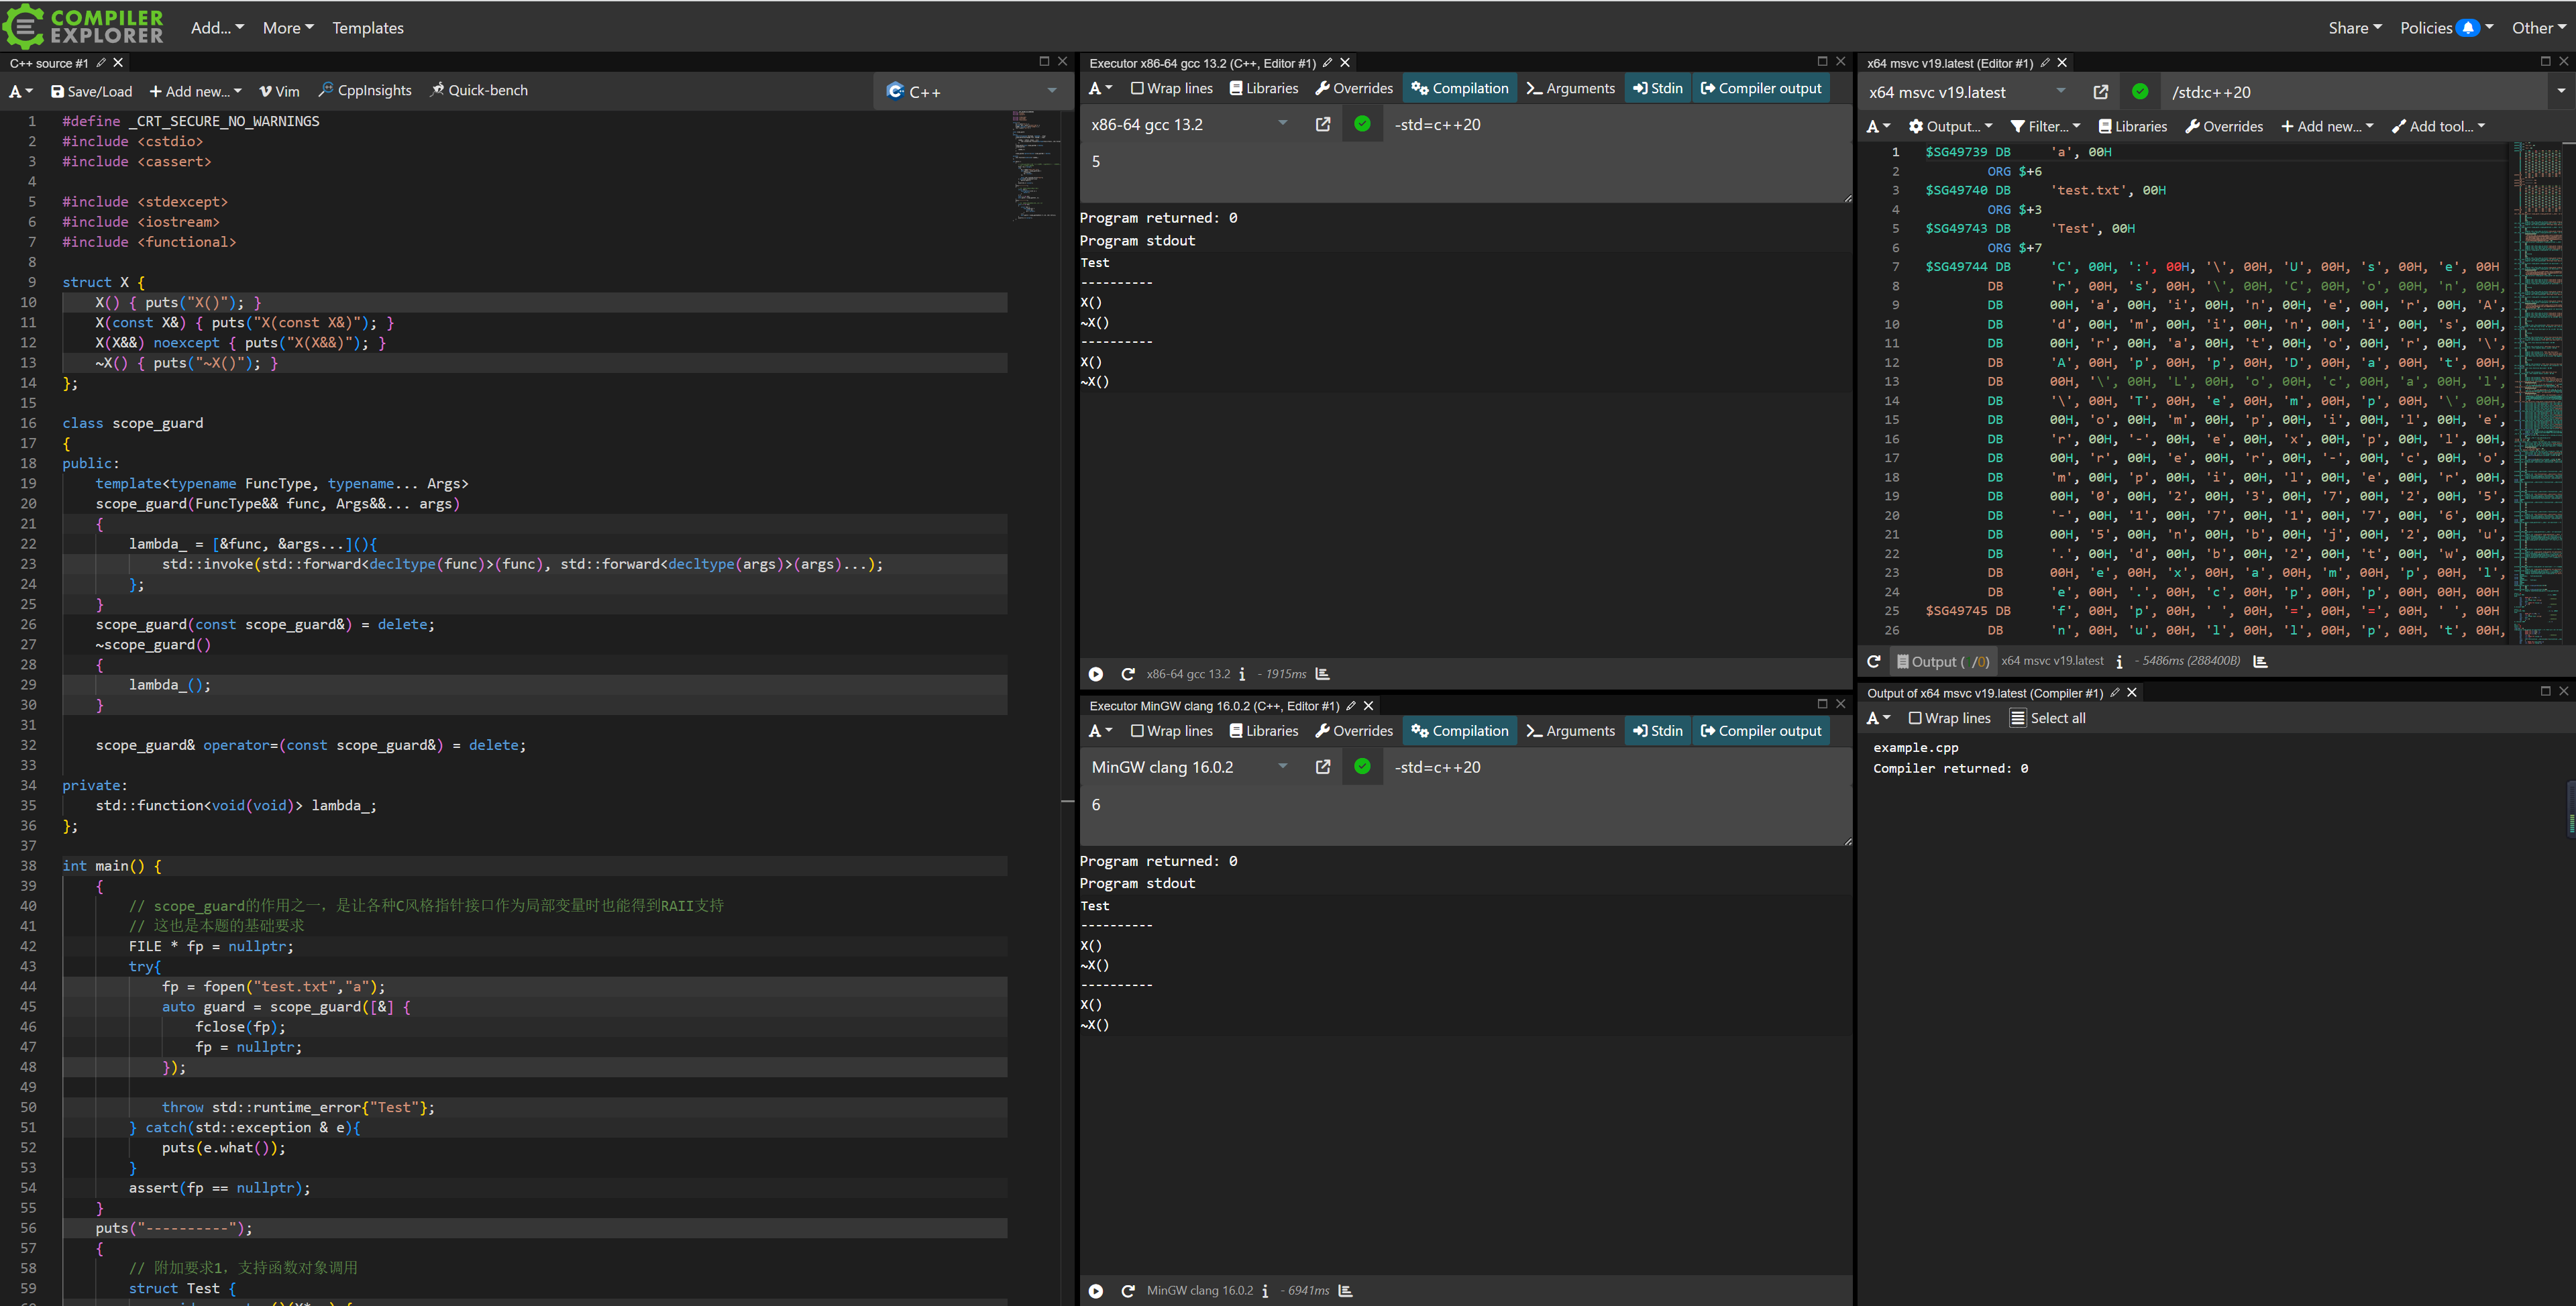 COMPILER EXPLORER Add... More Templates Share Policies Other
C++ source #1
A Save/Load + Add new... Vim CppInsights Quick-bench C++
1 #define _CRT_SECURE_NO_WARNINGS
2 #include <cstdio>
3 #include <cassert>
4
5 #include <stdexcept>
6 #include <iostream>
7 #include <functional>
8
9 struct X {
10 X() { puts("X()"); }
11 X(const X&) { puts("X(const X&)"); }
12 X(X&&) noexcept { puts("X(X&&)"); }
13 ~X() { puts("~X()"); }
14 };
15
16 class scope_guard
17 {
18 public:
19 template<typename FuncType, typename... Args>
20 scope_guard(FuncType&& func, Args&&... args)
21 {
22 lambda_ = [&func, &args...](){
23 std::invoke(std::forward<decltype(func)>(func), std::forward<decltype(args)>(args)...);
24 };
25 }
26 scope_guard(const scope_guard&) = delete;
27 ~scope_guard()
28 {
29 lambda_();
30 }
31
32 scope_guard& operator=(const scope_guard&) = delete;
33
34 private:
35 std::function<void(void)> lambda_;
36 };
37
38 int main() {
39 {
40 // scope_guard的作用之一，是让各种C风格指针接口作为局部变量时也能得到RAII支持
41 // 这也是本题的基础要求
42 FILE * fp = nullptr;
43 try{
44 fp = fopen("test.txt","a");
45 auto guard = scope_guard([&] {
46 fclose(fp);
47 fp = nullptr;
48 });
49
50 throw std::runtime_error{"Test"};
51 } catch(std::exception & e){
52 puts(e.what());
53 }
54 assert(fp == nullptr);
55 }
56 puts("----------");
57 {
58 // 附加要求1，支持函数对象调用
59 struct Test {
Executor x86-64 gcc 13.2 (C++, Editor #1)
A Wrap lines Libraries Overrides Compilation Arguments Stdin Compiler output
x86-64 gcc 13.2 -std=c++20
5
Program returned: 0
Program stdout
Test
----------
X()
~X()
----------
X()
~X()
x86-64 gcc 13.2 i - 1915ms
Executor MinGW clang 16.0.2 (C++, Editor #1)
A Wrap lines Libraries Overrides Compilation Arguments Stdin Compiler output
MinGW clang 16.0.2 -std=c++20
6
Program returned: 0
Program stdout
Test
----------
X()
~X()
----------
X()
~X()
MinGW clang 16.0.2 i - 6941ms
x64 msvc v19.latest (Editor #1)
x64 msvc v19.latest /std:c++20
A Output... Filter... Libraries Overrides + Add new... Add tool...
1 $SG49739 DB 'a', 00H
2 ORG $+6
3 $SG49740 DB 'test.txt', 00H
4 ORG $+3
5 $SG49743 DB 'Test', 00H
6 ORG $+7
7 $SG49744 DB 'C', 00H, ':', 00H, '\', 00H, 'U', 00H, 's', 00H, 'e', 00H
8 DB 'r', 00H, 's', 00H, '\', 00H, 'C', 00H, 'o', 00H, 'n', 00H,
9 DB 00H, 'a', 00H, 'i', 00H, 'n', 00H, 'e', 00H, 'r', 00H, 'A',
10 DB 'd', 00H, 'm', 00H, 'i', 00H, 'n', 00H, 'i', 00H, 's', 00H,
11 DB 00H, 'r', 00H, 'a', 00H, 't', 00H, 'o', 00H, 'r', 00H, '\',
12 DB 'A', 00H, 'p', 00H, 'p', 00H, 'D', 00H, 'a', 00H, 't', 00H,
13 DB 00H, '\', 00H, 'L', 00H, 'o', 00H, 'c', 00H, 'a', 00H, 'l',
14 DB '\', 00H, 'T', 00H, 'e', 00H, 'm', 00H, 'p', 00H, '\', 00H,
15 DB 00H, 'o', 00H, 'm', 00H, 'p', 00H, 'i', 00H, 'l', 00H, 'e',
16 DB 'r', 00H, '-', 00H, 'e', 00H, 'x', 00H, 'p', 00H, 'l', 00H,
17 DB 00H, 'r', 00H, 'e', 00H, 'r', 00H, '-', 00H, 'c', 00H, 'o',
18 DB 'm', 00H, 'p', 00H, 'i', 00H, 'l', 00H, 'e', 00H, 'r', 00H,
19 DB 00H, '0', 00H, '2', 00H, '3', 00H, '7', 00H, '2', 00H, '5',
20 DB '-', 00H, '1', 00H, '7', 00H, '1', 00H, '7', 00H, '6', 00H,
21 DB 00H, '5', 00H, 'n', 00H, 'b', 00H, 'j', 00H, '2', 00H, 'u',
22 DB '.', 00H, 'd', 00H, 'b', 00H, '2', 00H, 't', 00H, 'w', 00H,
23 DB 00H, 'e', 00H, 'x', 00H, 'a', 00H, 'm', 00H, 'p', 00H, 'l',
24 DB 'e', 00H, '.', 00H, 'c', 00H, 'p', 00H, 'p', 00H, 00H, 00H
25 $SG49745 DB 'f', 00H, 'p', 00H, ' ', 00H, '=', 00H, '=', 00H, ' ', 00H
26 DB 'n', 00H, 'u', 00H, 'l', 00H, 'l', 00H, 'p', 00H, 't', 00H,
Output ( /0) x64 msvc v19.latest i - 5486ms (288400B)
Output of x64 msvc v19.latest (Compiler #1)
A Wrap lines Select all
example.cpp
Compiler returned: 0